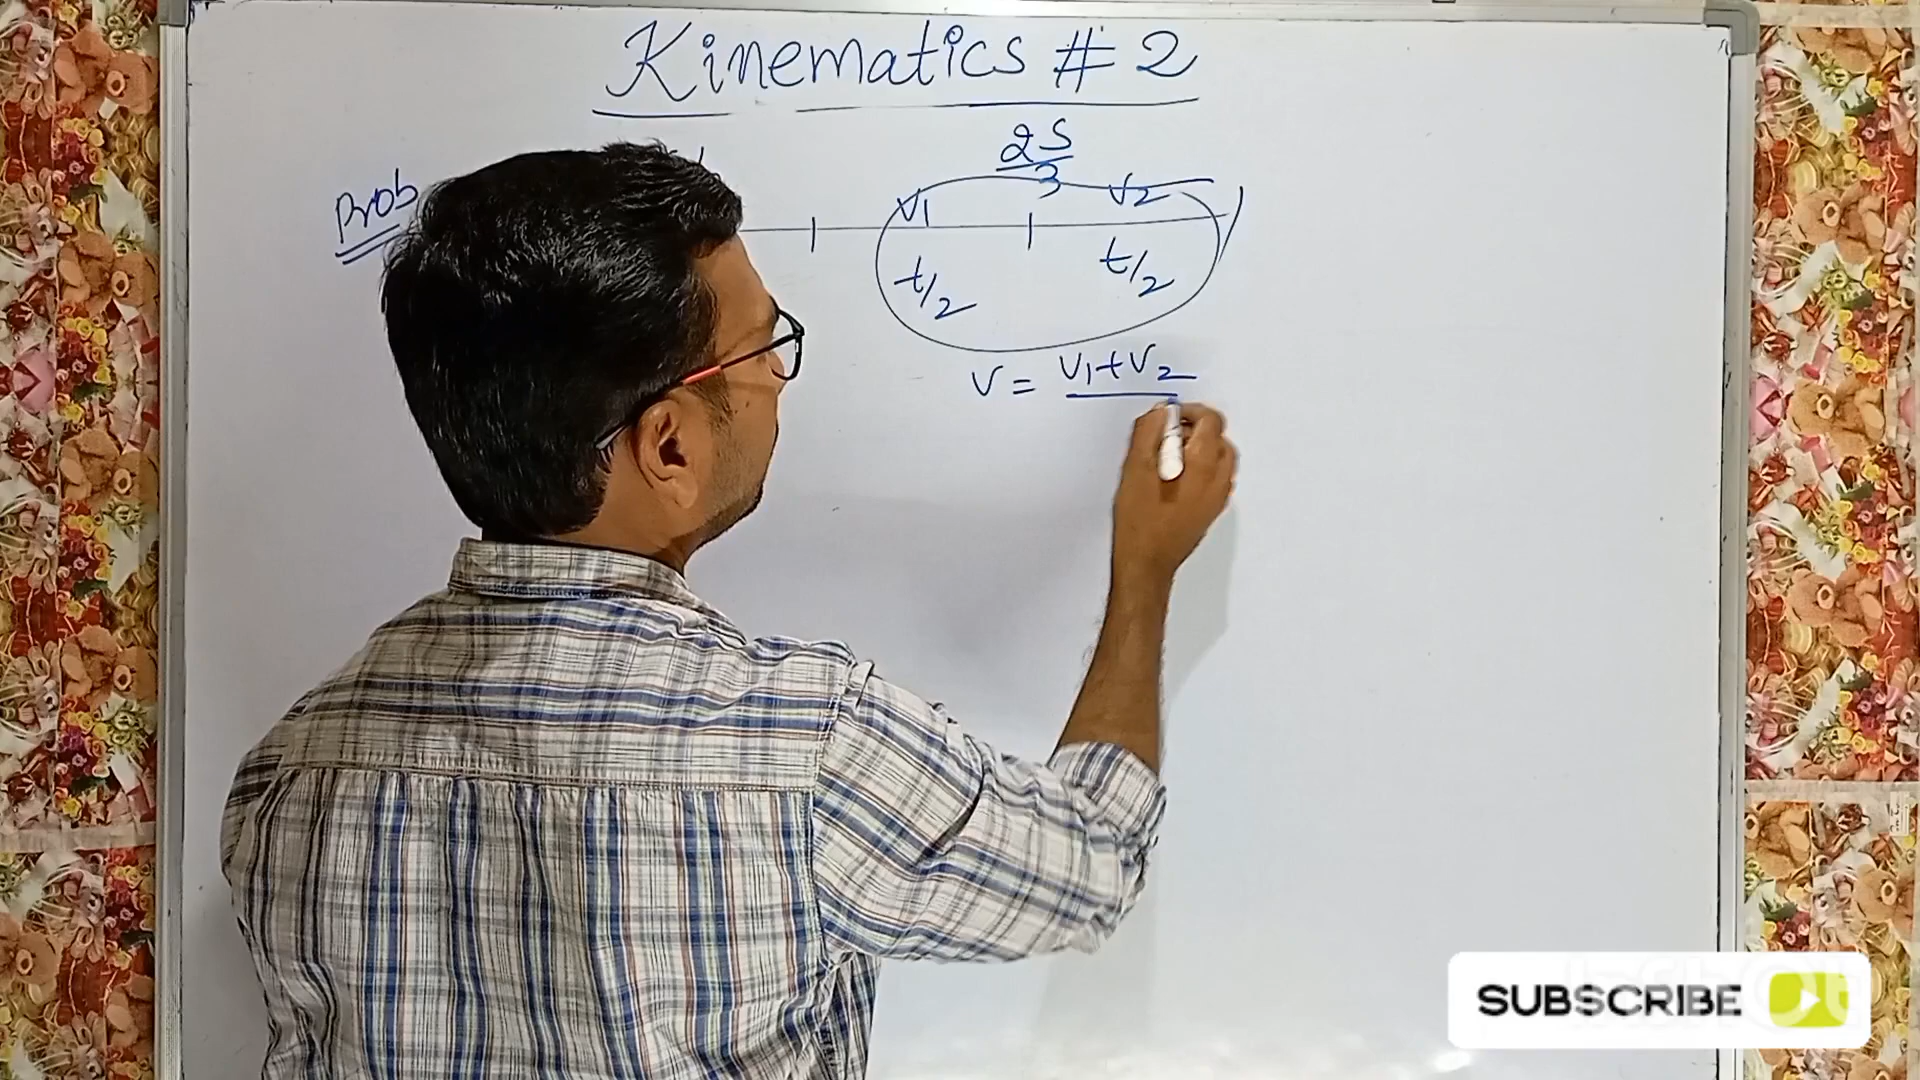 Kinematics # 2
2S
3
Prob
V1 V2
t/2 t/2
V = V1+V2
SUBSCRIBE